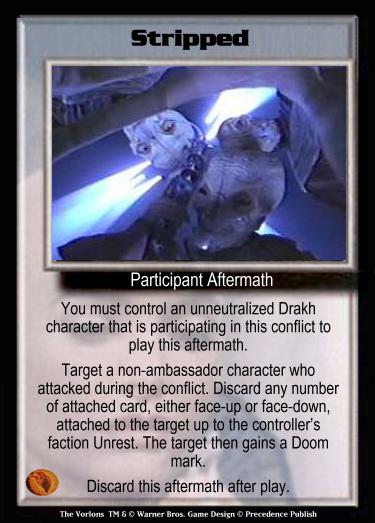 Stripped
Participant Aftermath
You must control an unneutralized Drakh
character that is participating in this conflict to
play this aftermath.
Target a non-ambassador character who
attacked during the conflict. Discard any number
of attached card, either face-up or face-down,
attached to the target up to the controller's
faction Unrest. The target then gains a Doom
mark.
Discard this aftermath after play.
The Vorlons TM & © Warner Bros. Game Design © Precedence Publish